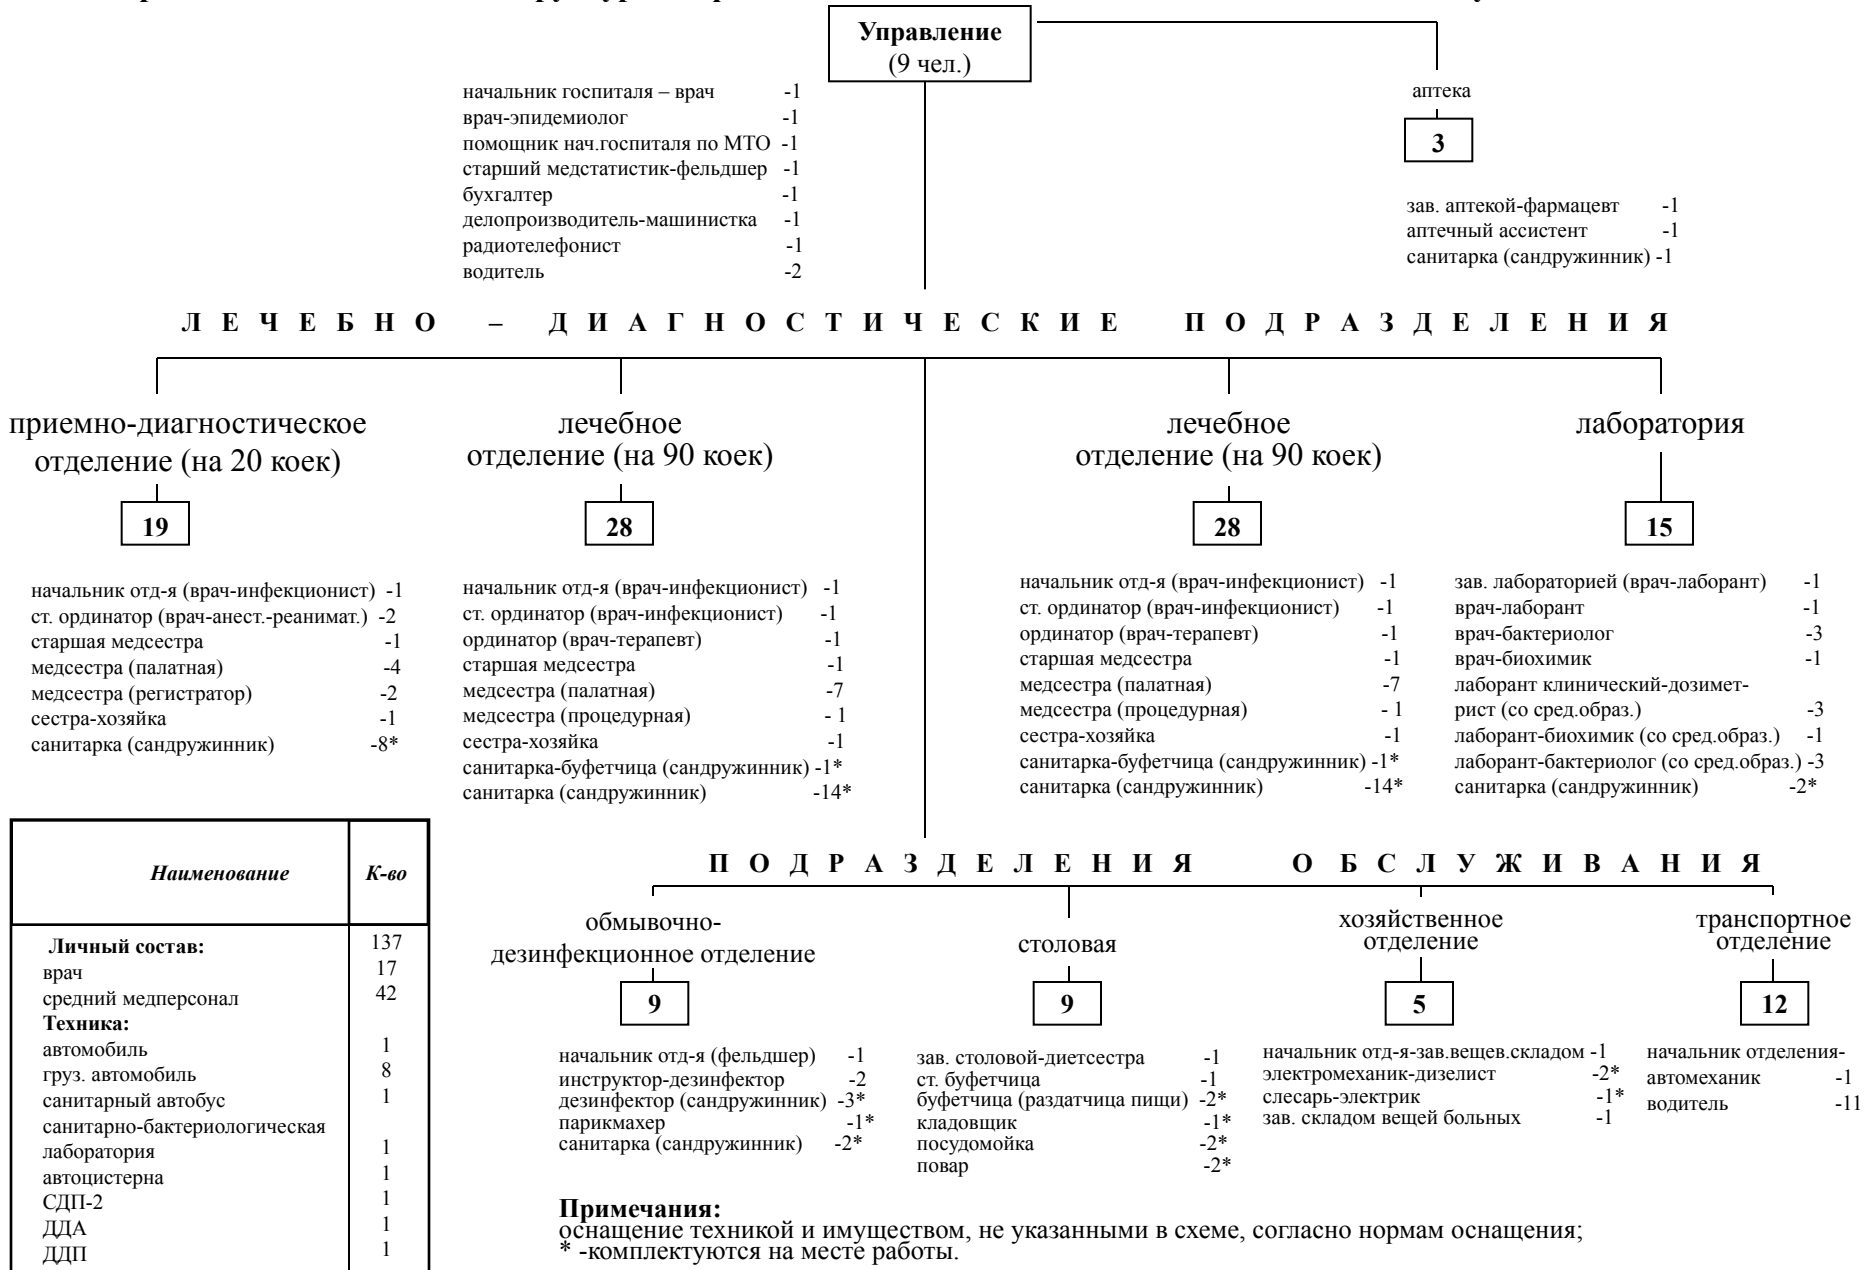 Управление
(9 чел.)
начальник госпиталя – врач -1
врач-эпидемиолог -1
помощник нач.госпиталя по МТО -1
старший медстатистик-фельдшер -1
бухгалтер -1
делопроизводитель-машинистка -1
радиотелефонист -1
водитель -2
аптека
3
зав. аптекой-фармацевт -1
аптечный ассистент -1
санитарка (сандружинник) -1
ЛЕЧЕБНО – ДИАГНОСТИЧЕСКИЕ ПОДРАЗДЕЛЕНИЯ
приемно-диагностическое
отделение (на 20 коек)
19
начальник отд-я (врач-инфекционист) -1
ст. ординатор (врач-анест.-реанимат.) -2
старшая медсестра -1
медсестра (палатная) -4
медсестра (регистратор) -2
сестра-хозяйка -1
санитарка (сандружинник) -8*
лечебное
отделение (на 90 коек)
28
начальник отд-я (врач-инфекционист) -1
ст. ординатор (врач-инфекционист) -1
ординатор (врач-терапевт) -1
старшая медсестра -1
медсестра (палатная) -7
медсестра (процедурная) - 1
сестра-хозяйка -1
санитарка-буфетчица (сандружинник) -1*
санитарка (сандружинник) -14*
лечебное
отделение (на 90 коек)
28
начальник отд-я (врач-инфекционист) -1
ст. ординатор (врач-инфекционист) -1
ординатор (врач-терапевт) -1
старшая медсестра -1
медсестра (палатная) -7
медсестра (процедурная) - 1
сестра-хозяйка -1
санитарка-буфетчица (сандружинник) -1*
санитарка (сандружинник) -14*
лаборатория
15
зав. лабораторией (врач-лаборант) -1
врач-лаборант -1
врач-бактериолог -3
врач-биохимик -1
лаборант клинический-дозимет-
рист (со сред.образ.) -3
лаборант-биохимик (со сред.образ.) -1
лаборант-бактериолог (со сред.образ.) -3
санитарка (сандружинник) -2*
Наименование К-во
Личный состав: 137
врач 17
средний медперсонал 42
Техника:
автомобиль 1
груз. автомобиль 8
санитарный автобус 1
санитарно-бактериологическая
лаборатория 1
автоцистерна 1
СДП-2 1
ДДА 1
ДДП 1
ПОДРАЗДЕЛЕНИЯ ОБСЛУЖИВАНИЯ
обмывочно-
дезинфекционное отделение
9
начальник отд-я (фельдшер) -1
инструктор-дезинфектор -2
дезинфектор (сандружинник) -3*
парикмахер -1*
санитарка (сандружинник) -2*
столовая
9
зав. столовой-диетсестра -1
ст. буфетчица -1
буфетчица (раздатчица пищи) -2*
кладовщик -1*
посудомойка -2*
повар -2*
хозяйственное
отделение
5
начальник отд-я-зав.вещев.складом -1
электромеханик-дизелист -2*
слесарь-электрик -1*
зав. складом вещей больных -1
транспортное
отделение
12
начальник отделения-
автомеханик -1
водитель -11
Примечания:
оснащение техникой и имуществом, не указанными в схеме, согласно нормам оснащения;
* -комплектуются на месте работы.